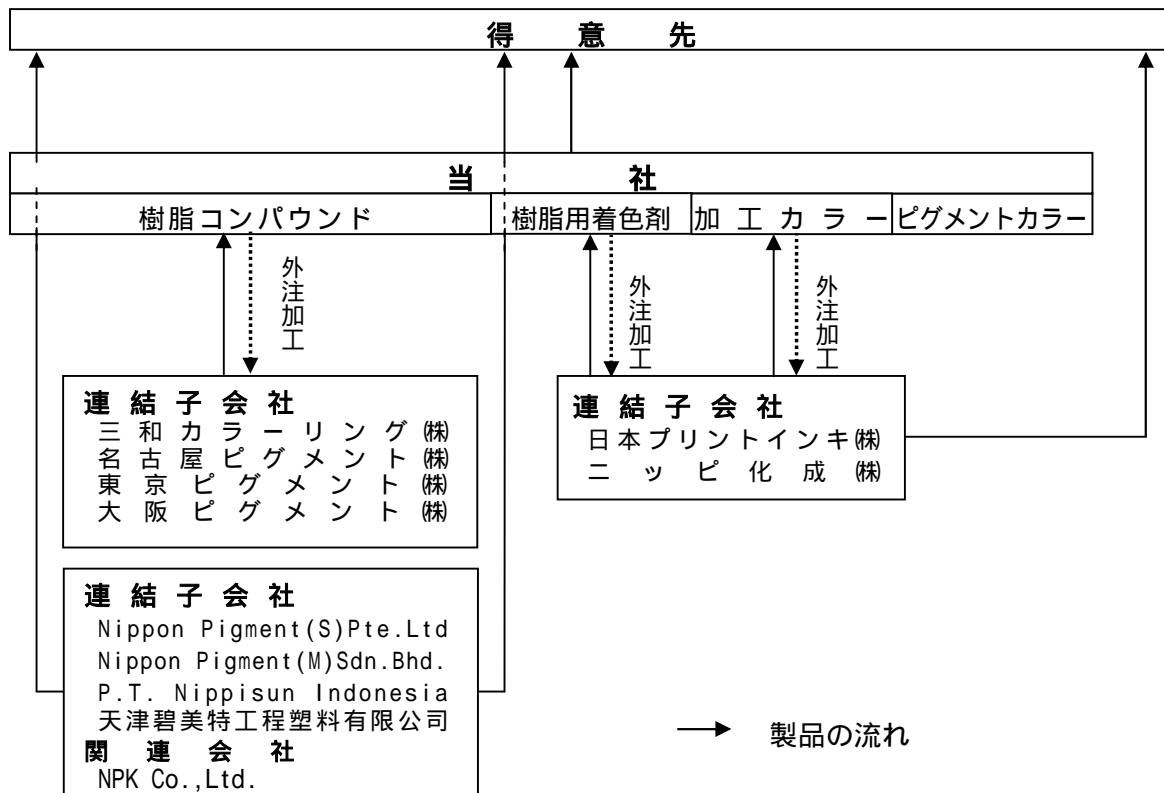 得意先
当社
樹脂コンパウンド
樹脂用着色剤
加工カラー
ピグメントカラー
外注加工
外注加工
外注加工
連結子会社
三和カラーリング㈱
名古屋ピグメント㈱
東京ピグメント㈱
大阪ピグメント㈱
連結子会社
日本プリントインキ㈱
ニッピ化成㈱
連結子会社
Nippon Pigment(S)Pte.Ltd
Nippon Pigment(M)Sdn.Bhd.
P.T. Nippisun Indonesia
天津碧美特工程塑料有限公司
関連会社
NPK Co.,Ltd.
製品の流れ